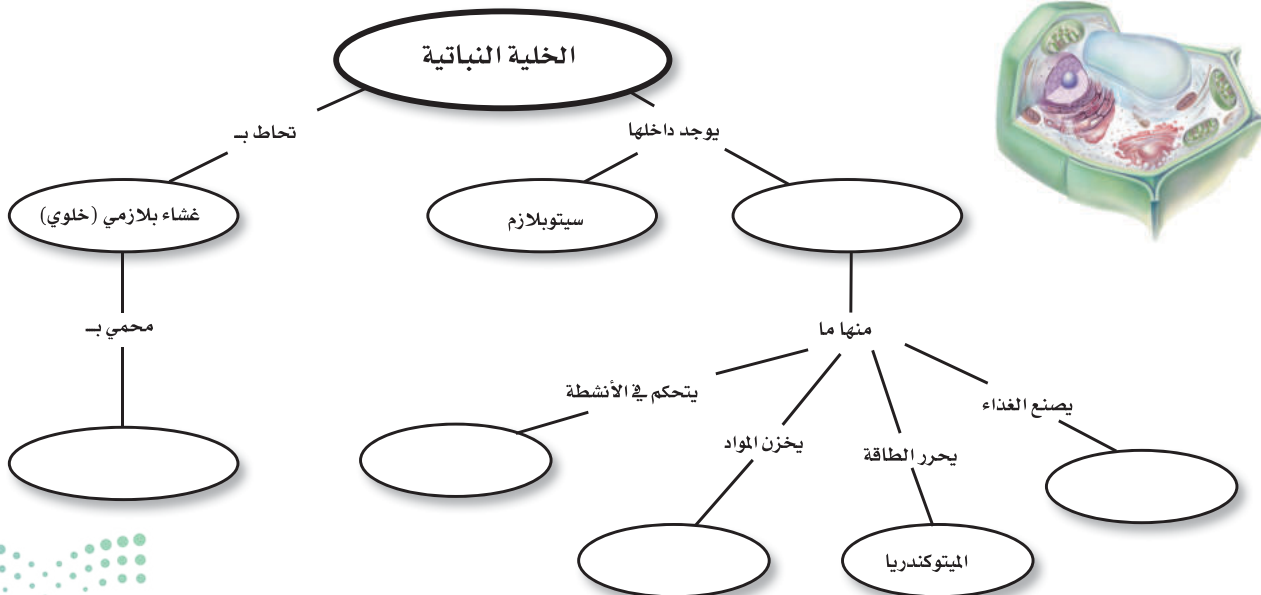 الخلية النباتية
يوجد داخلها
تحاط بـ
سيتوبلازم
غشاء بلازمي (خلوي)
منها ما
محمي بـ
يصنع الغذاء
يحرر الطاقة
يخزن المواد
يتحكم في الأنشطة
الميتوكندريا